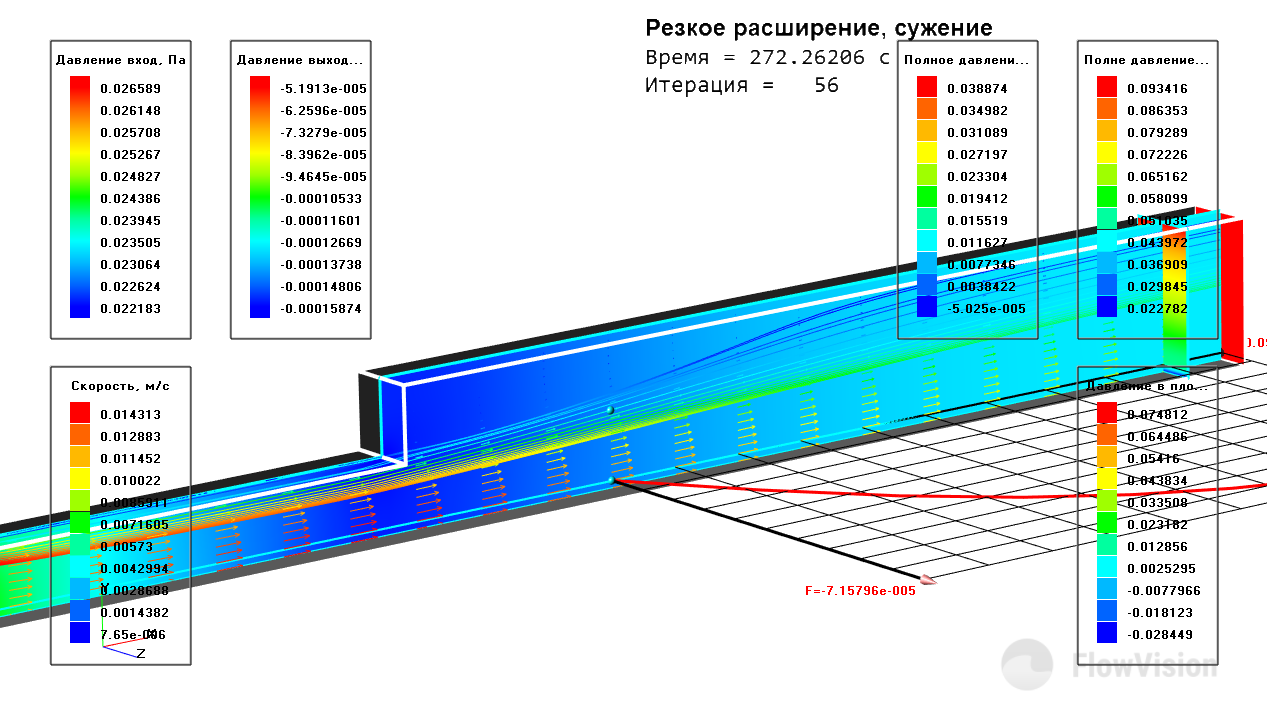 Резкое расширение, сужение
Время = 272.26206 с
Итерация = 56
Давление вход, Па
0.026589
0.026148
0.025708
0.025267
0.024827
0.024386
0.023945
0.023505
0.023064
0.022624
0.022183
Давление выход...
-5.1913e-005
-6.2596e-005
-7.3279e-005
-8.3962e-005
-9.4645e-005
-0.00010533
-0.00011601
-0.00012669
-0.00013738
-0.00014806
-0.00015874
Полное давлени...
0.038874
0.034982
0.031089
0.027197
0.023304
0.019412
0.015519
0.011627
0.0077346
0.0038422
-5.025e-005
Полне давление...
0.093416
0.086353
0.079289
0.072226
0.065162
0.058099
0.051035
0.043972
0.036909
0.029845
0.022782
Скорость, м/с
0.014313
0.012883
0.011452
0.010022
0.0085911
0.0071605
0.00573
0.0042994
0.0028688
0.0014382
7.65e-006
Y
X
Z
F=-7.15796e-005
Давление в пло...
0.074812
0.064486
0.05416
0.043834
0.033508
0.023182
0.012856
0.0025295
-0.0077966
-0.018123
-0.028449
FlowVision